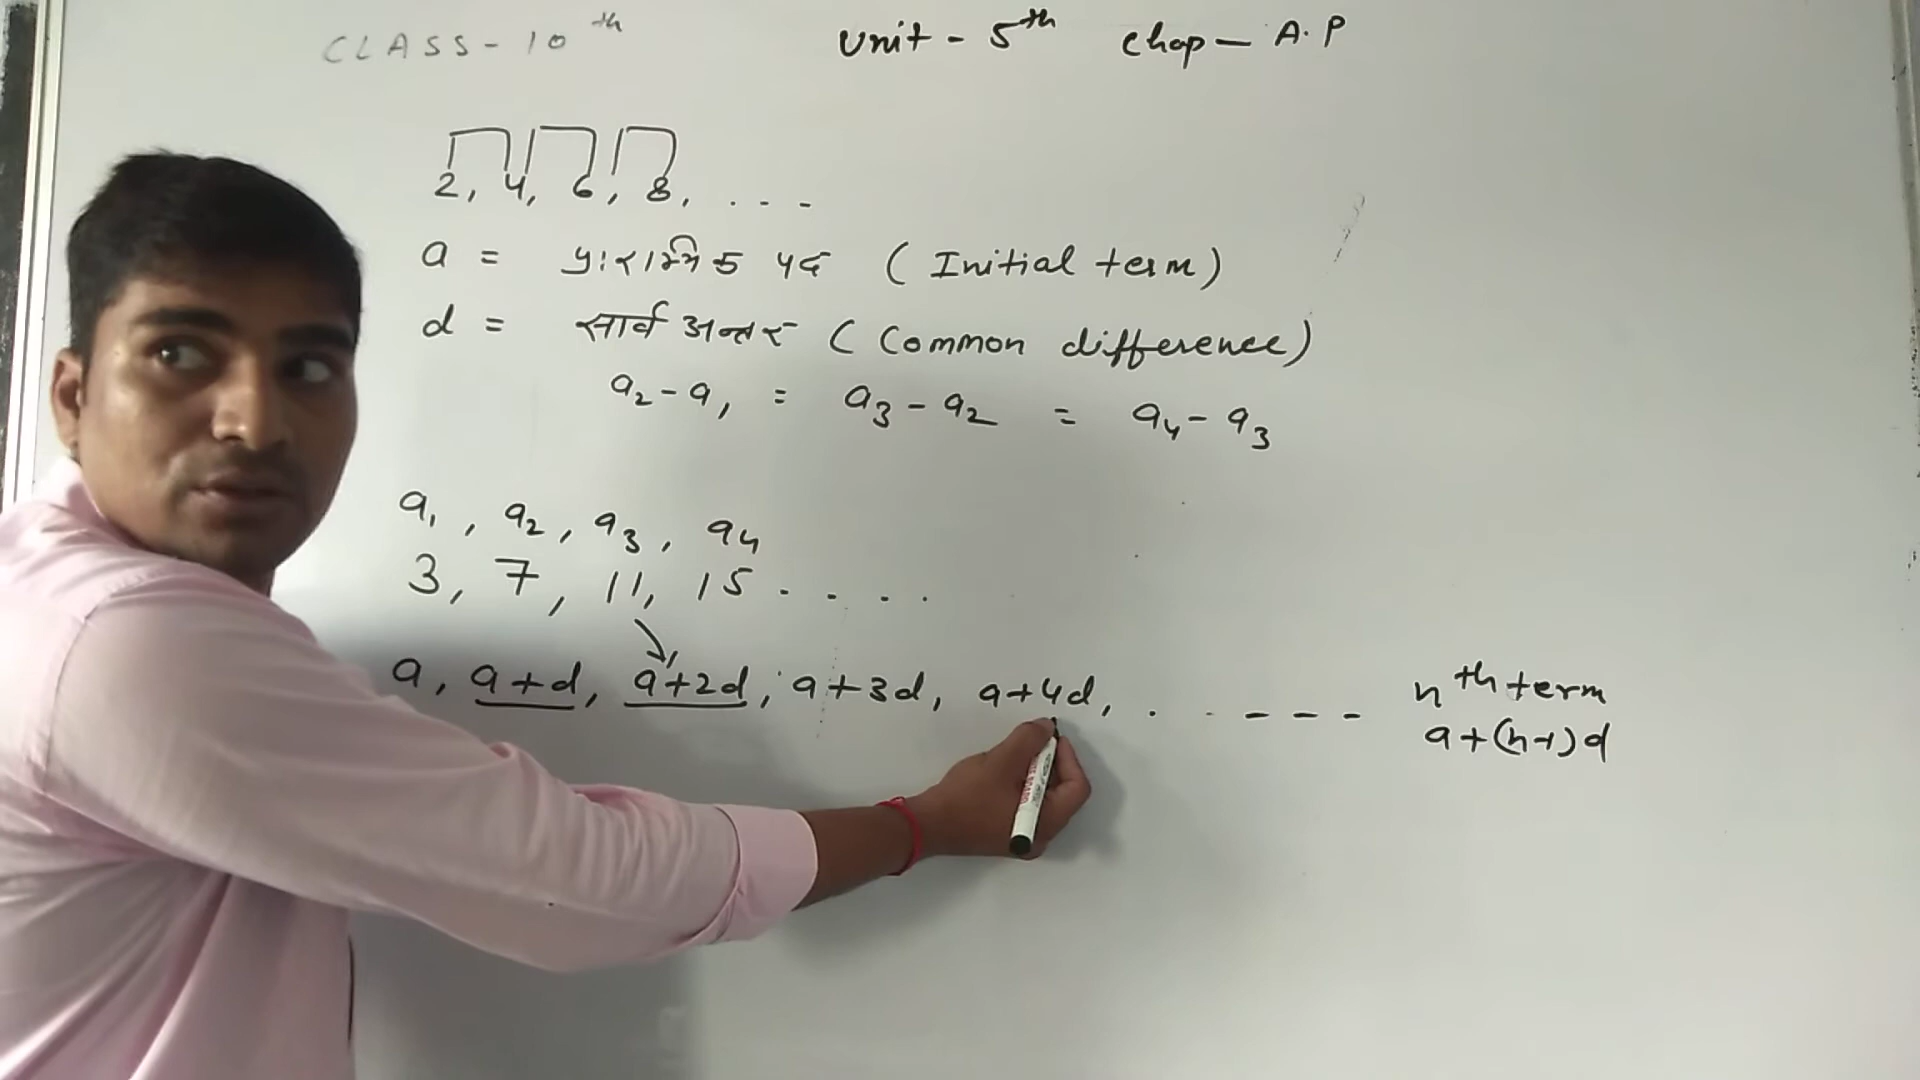 CLASS-10th Unit - 5th Chap - A.P
2, 4, 6, 8, . . . -
a = प्रारम्भिक पद ( Initial term )
d = सार्व अन्तर ( Common difference )
a₂ - a₁ = a₃ - a₂ = a₄ - a₃
a₁, a₂, a₃, a₄
3, 7, 11, 15 . . . .
a, a+d, a+2d, a+3d, a+4d, . . - - - nth term
a+(n-1)d